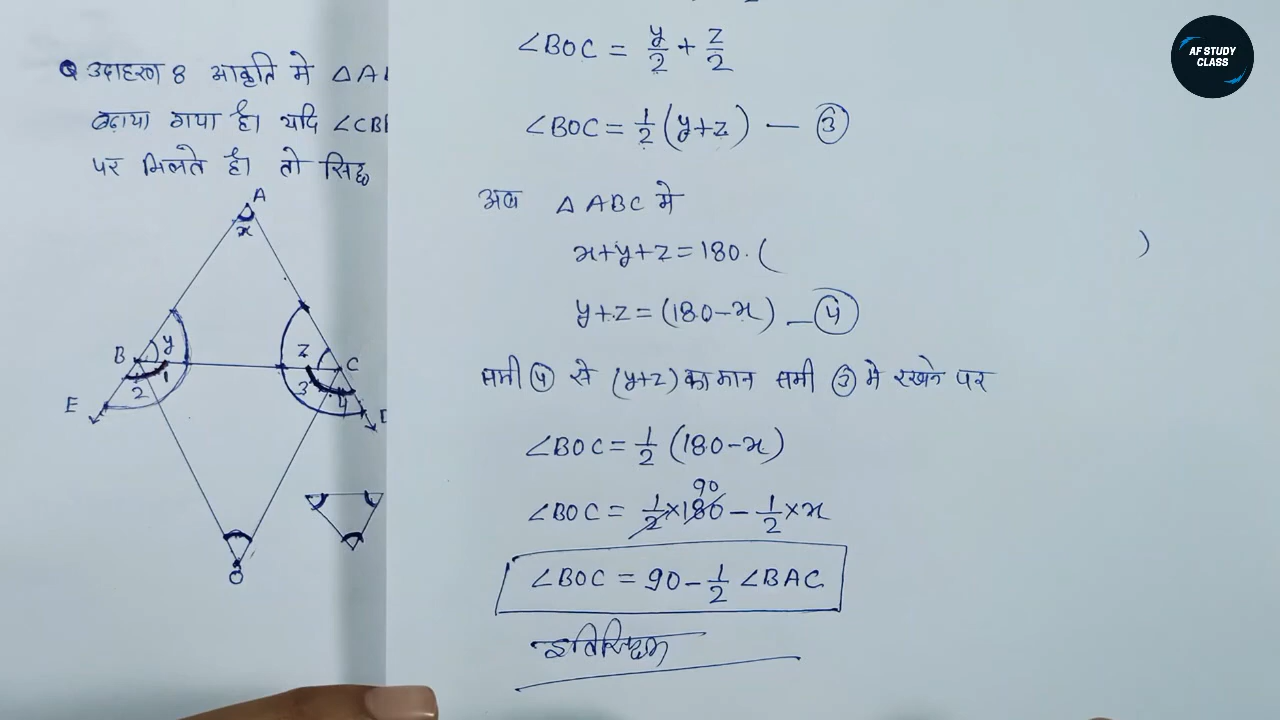 उदाहरण 8 आकृति मे △AB
बढ़ाया गया है। यदि ∠CB
पर मिलते है। तो सिद्ध
A
x
B
y
z
C
1
2
3
4
E
D
O
∠BOC = y/2 + z/2
∠BOC = 1/2 (y+z) — ③
अब △ABC मे
x+y+z = 180. ( )
y+z = (180-x) — ④
समी ④ से (y+z) का मान समी ③ मे रखने पर
∠BOC = 1/2 (180-x)
90
∠BOC = 1/2 × 180 - 1/2 × x
∠BOC = 90 - 1/2 ∠BAC
इतिसिद्धम
AF STUDY
CLASS